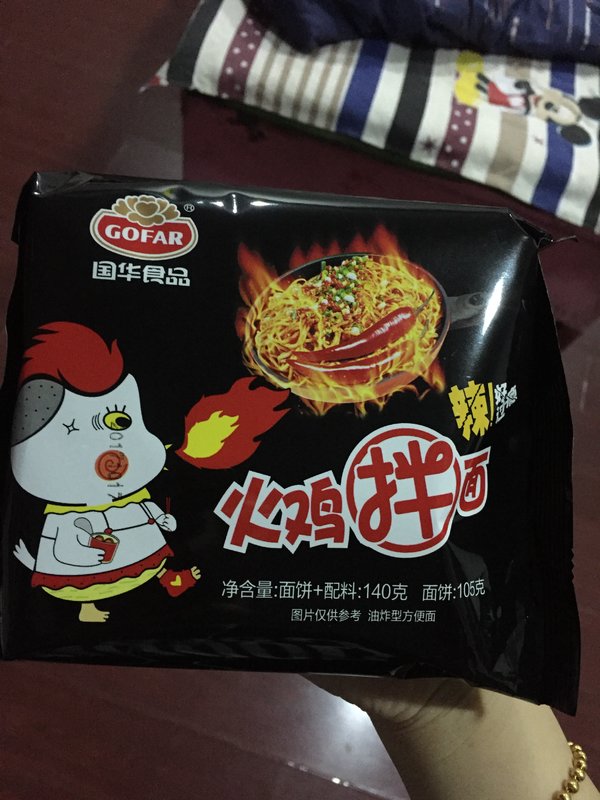 GOFAR®
国华食品
辣!
火鸡拌面
净含量:面饼+配料:140克 面饼:105克
图片仅供参考 油炸型方便面